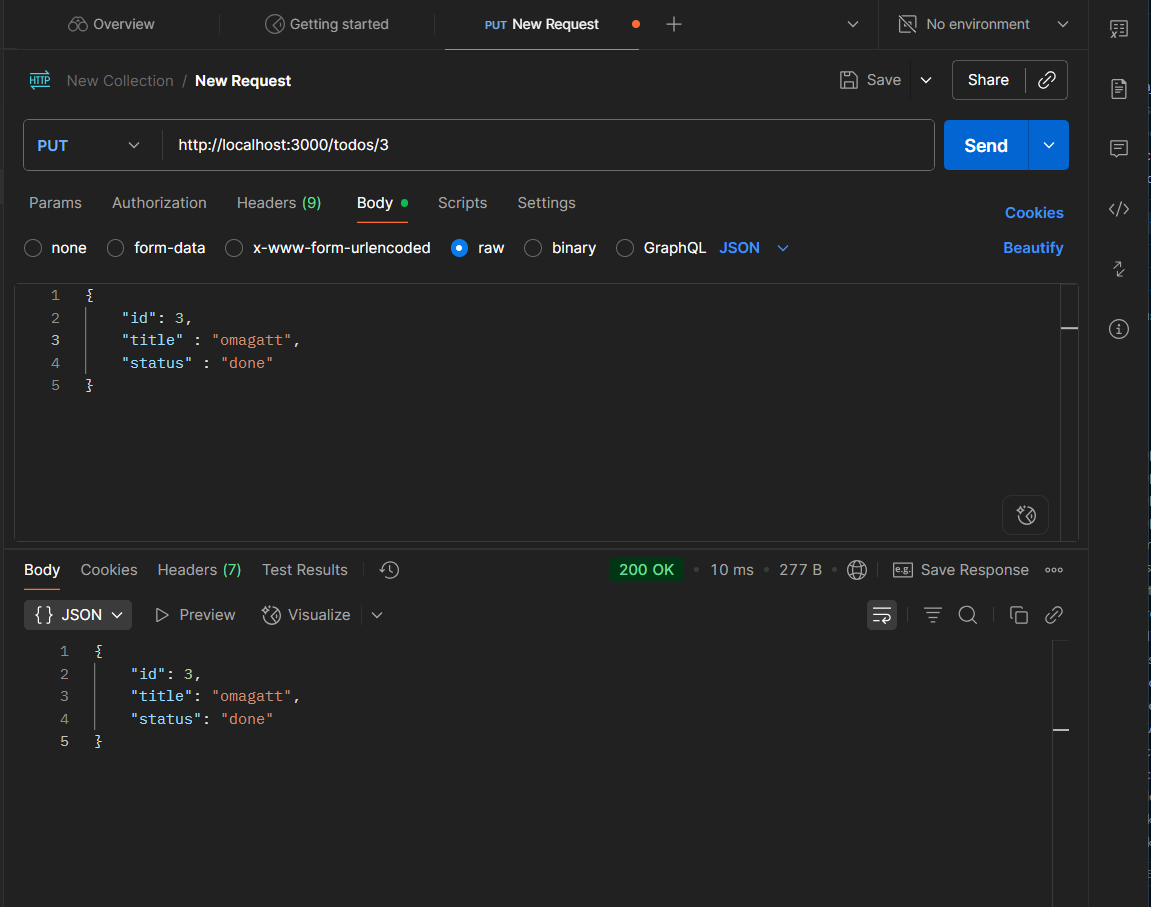 Overview
Getting started
PUT New Request
No environment
HTTP New Collection / New Request
Save
Share
PUT
http://localhost:3000/todos/3
Send
Params
Authorization
Headers (9)
Body
Scripts
Settings
Cookies
none
form-data
x-www-form-urlencoded
raw
binary
GraphQL
JSON
Beautify
1 {
2 "id": 3,
3 "title" : "omagatt",
4 "status" : "done"
5 }
Body
Cookies
Headers (7)
Test Results
200 OK
10 ms
277 B
e.g. Save Response
{} JSON
Preview
Visualize
1 {
2 "id": 3,
3 "title": "omagatt",
4 "status": "done"
5 }